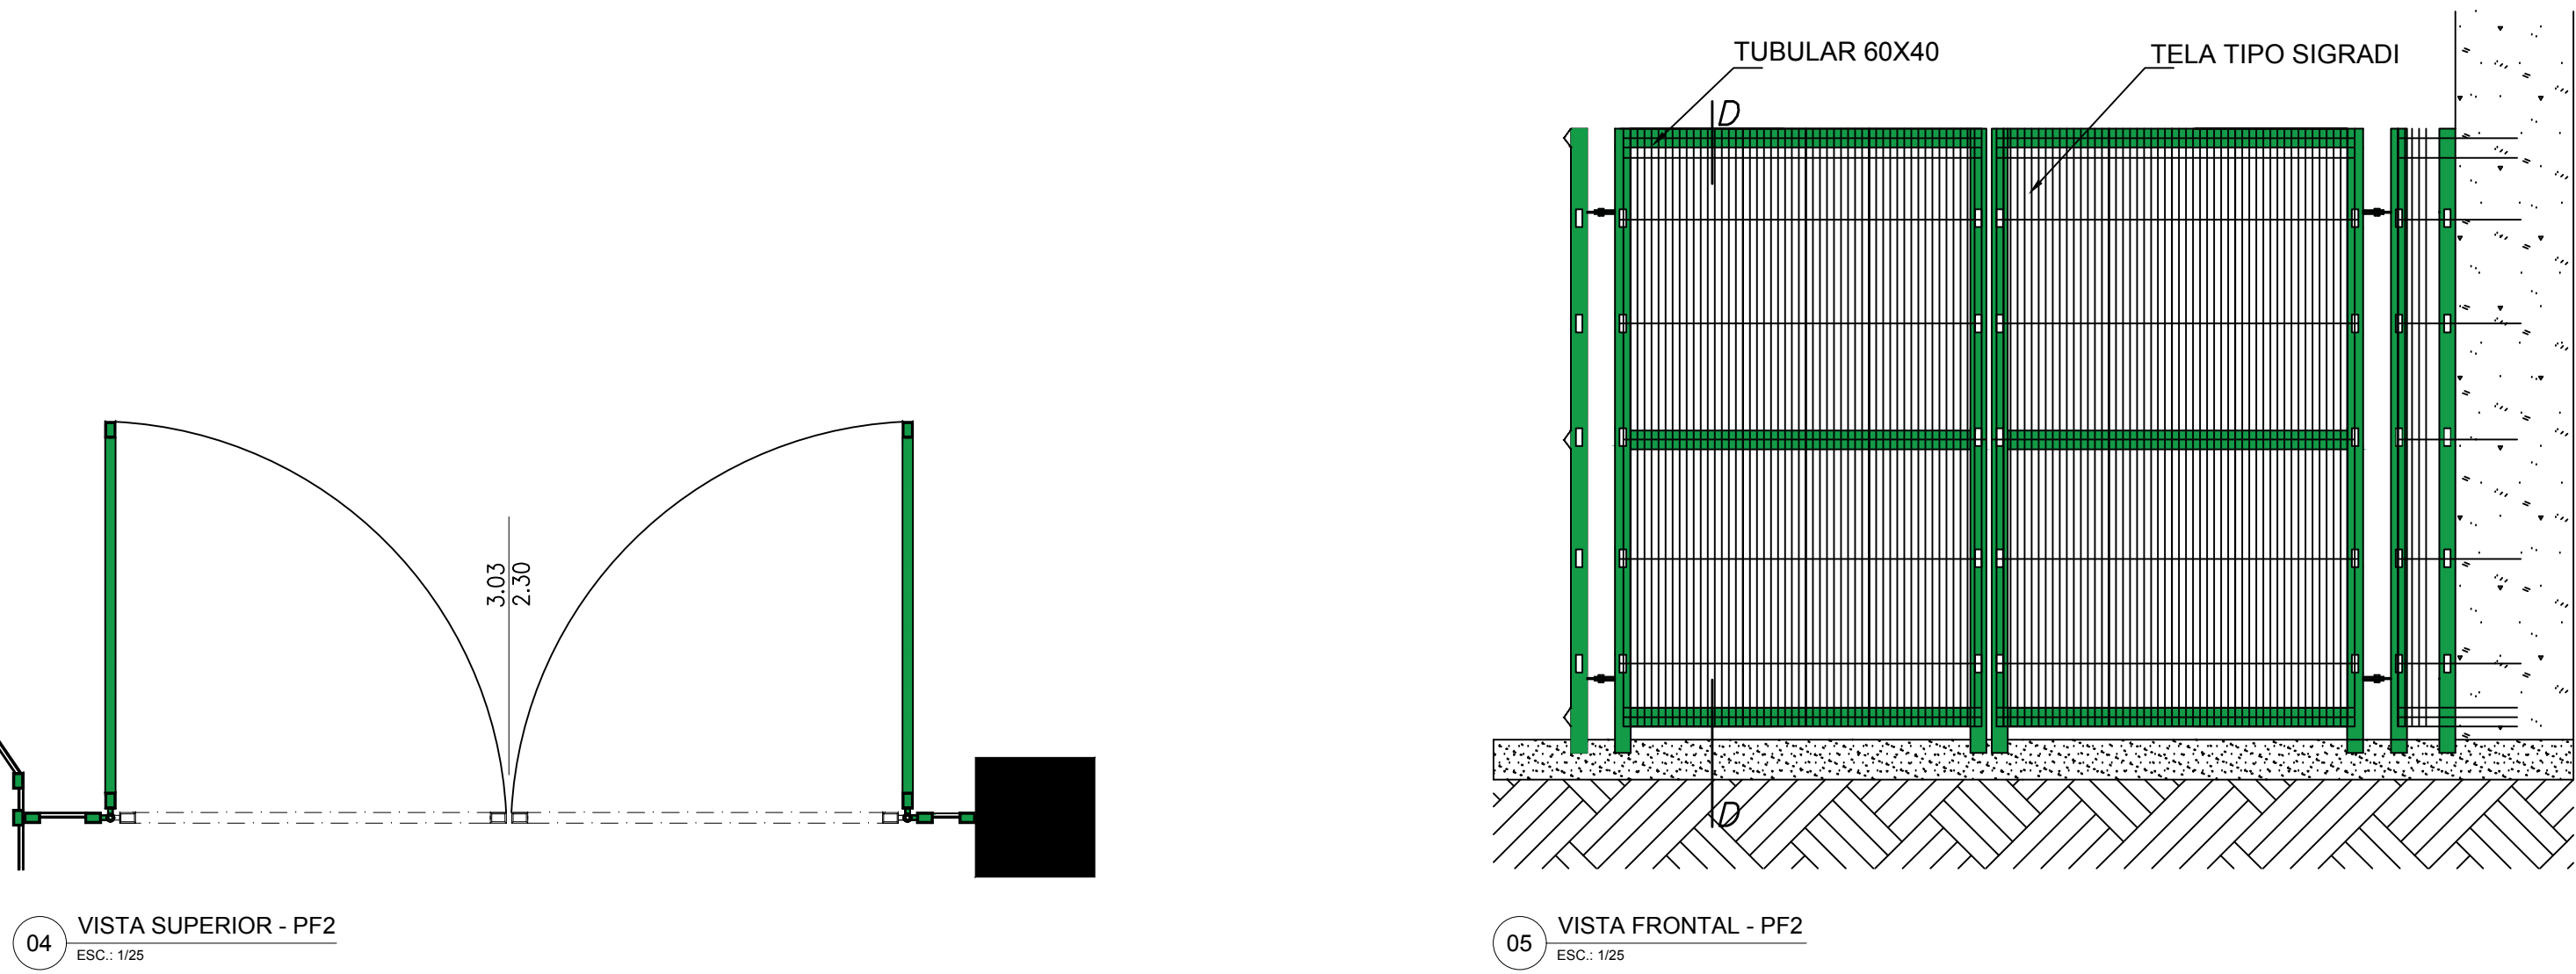 TUBULAR 60X40
TELA TIPO SIGRADI
D
3.03
2.30
D
04
VISTA SUPERIOR - PF2
ESC.: 1/25
05
VISTA FRONTAL - PF2
ESC.: 1/25